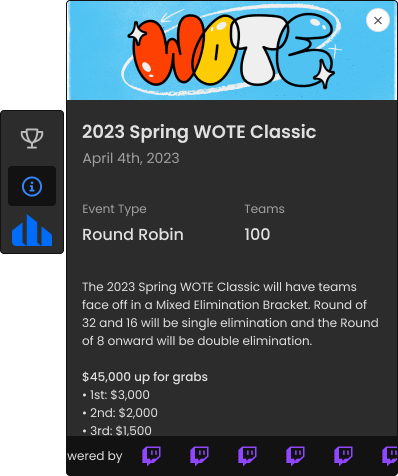 WOTE
2023 Spring WOTE Classic
April 4th, 2023
Event Type
Teams
Round Robin
100
The 2023 Spring WOTE Classic will have teams
face off in a Mixed Elimination Bracket. Round of
32 and 16 will be single elimination and the Round
of 8 onward will be double elimination.
$45,000 up for grabs
• 1st: $3,000
• 2nd: $2,000
• 3rd: $1,500
wered by